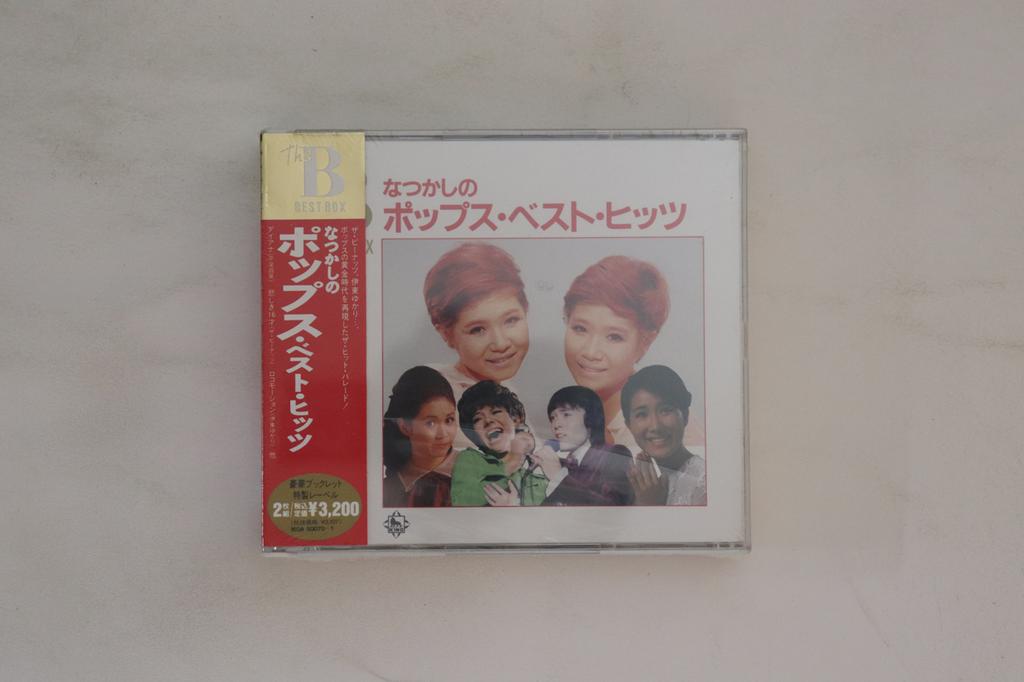 The B
BEST BOX
なつかしの
ポップス・ベスト・ヒッツ
ザ・ピーナッツ、伊東ゆかり…、
ポップスの黄金時代を再現したザ・ヒット・パレード!
なつかしの
ポップス・ベスト・ヒッツ
豪華ブックレット
特製レーベル
2枚組/税込定価¥3,200